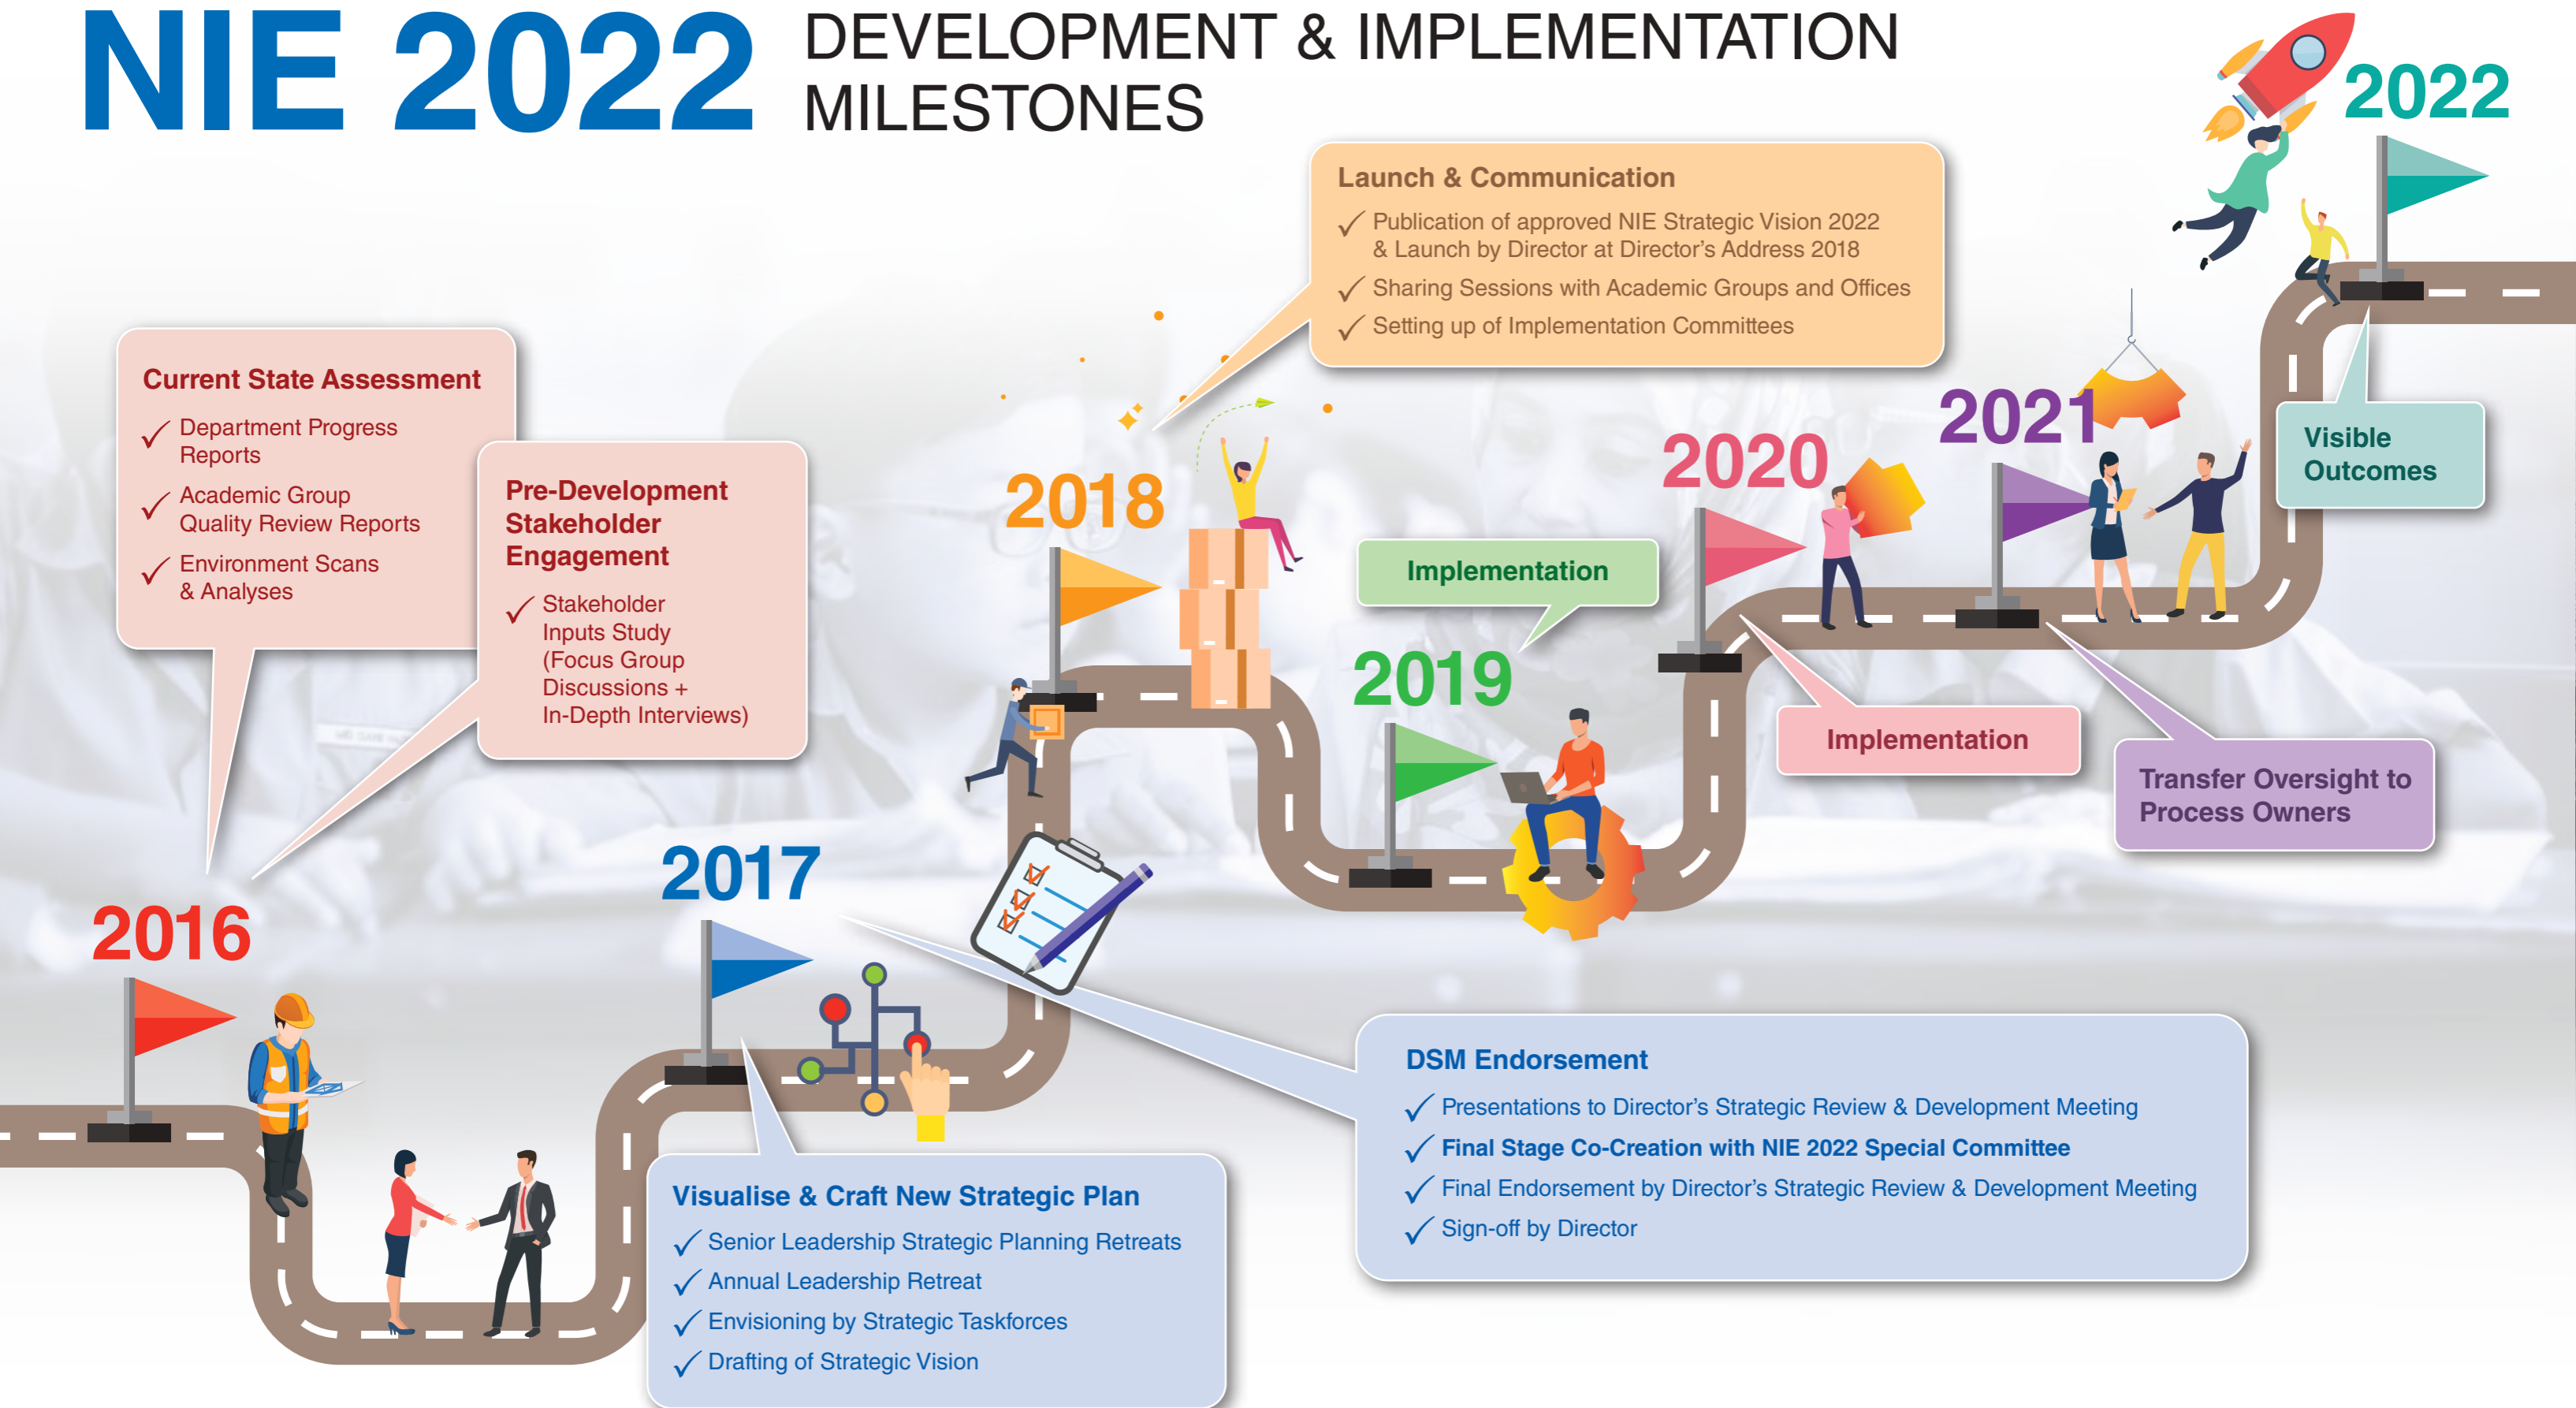 NIE 2022
DEVELOPMENT & IMPLEMENTATION
MILESTONES
2016
Current State Assessment
✓ Department Progress
Reports
✓ Academic Group
Quality Review Reports
✓ Environment Scans
& Analyses
Pre-Development
Stakeholder
Engagement
✓ Stakeholder
Inputs Study
(Focus Group
Discussions +
In-Depth Interviews)
2017
Visualise & Craft New Strategic Plan
✓ Senior Leadership Strategic Planning Retreats
✓ Annual Leadership Retreat
✓ Envisioning by Strategic Taskforces
✓ Drafting of Strategic Vision
DSM Endorsement
✓ Presentations to Director’s Strategic Review & Development Meeting
✓ Final Stage Co-Creation with NIE 2022 Special Committee
✓ Final Endorsement by Director’s Strategic Review & Development Meeting
✓ Sign-off by Director
2018
Launch & Communication
✓ Publication of approved NIE Strategic Vision 2022
& Launch by Director at Director’s Address 2018
✓ Sharing Sessions with Academic Groups and Offices
✓ Setting up of Implementation Committees
2019
Implementation
2020
Implementation
2021
Transfer Oversight to
Process Owners
2022
Visible
Outcomes